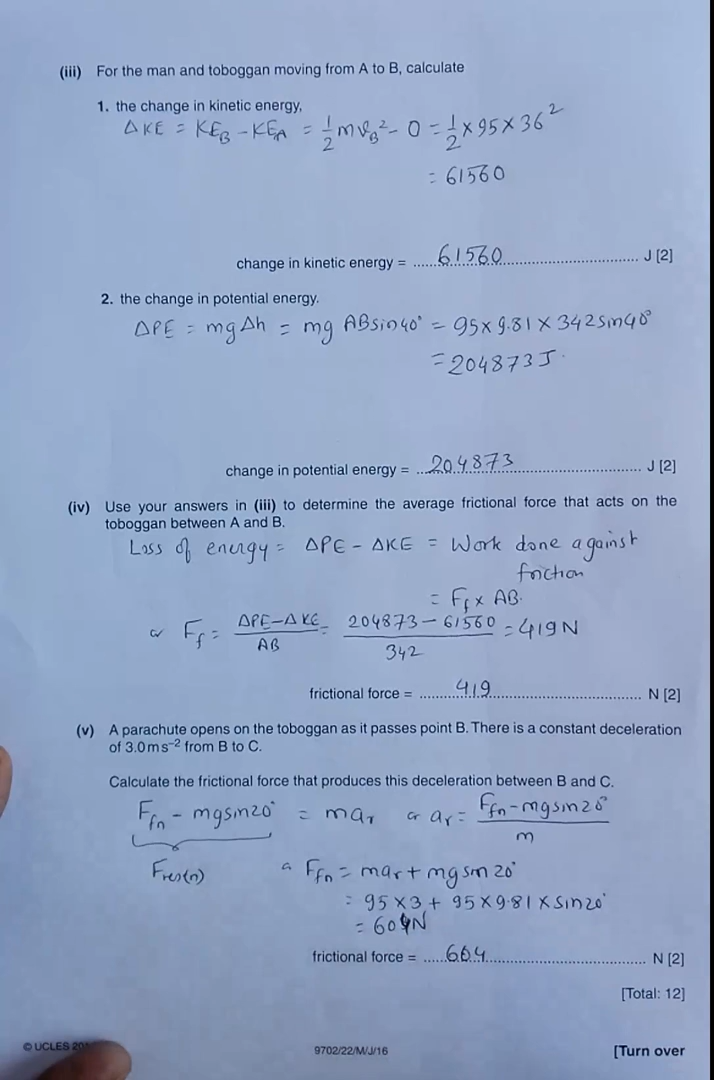 (iii) For the man and toboggan moving from A to B, calculate
1. the change in kinetic energy,
ΔKE = KE_B - KE_A = 1/2 m v_B² - 0 = 1/2 × 95 × 36²
= 61560
change in kinetic energy = ......61560...... J [2]
2. the change in potential energy.
ΔPE = mgΔh = mg ABsin40° = 95 × 9.81 × 342 sin40°
= 204873 J.
change in potential energy = ...204873...... J [2]
(iv) Use your answers in (iii) to determine the average frictional force that acts on the
toboggan between A and B.
Loss of energy = ΔPE - ΔKE = Work done against
friction
= F_f × AB.
or F_f = (ΔPE-ΔKE)/AB = (204873 - 61560)/342 = 419 N
frictional force = ......419...... N [2]
(v) A parachute opens on the toboggan as it passes point B. There is a constant deceleration
of 3.0 m s⁻² from B to C.
Calculate the frictional force that produces this deceleration between B and C.
F_fn - mgsin20° = ma_r or a_r = (F_fn - mgsin20°)/m
F_res(n) or F_fn = ma_r + mg sin 20°
= 95 × 3 + 95 × 9.81 × sin20°
= 604N
frictional force = ......604...... N [2]
[Total: 12]
© UCLES 20
9702/22/M/J/16
[Turn over